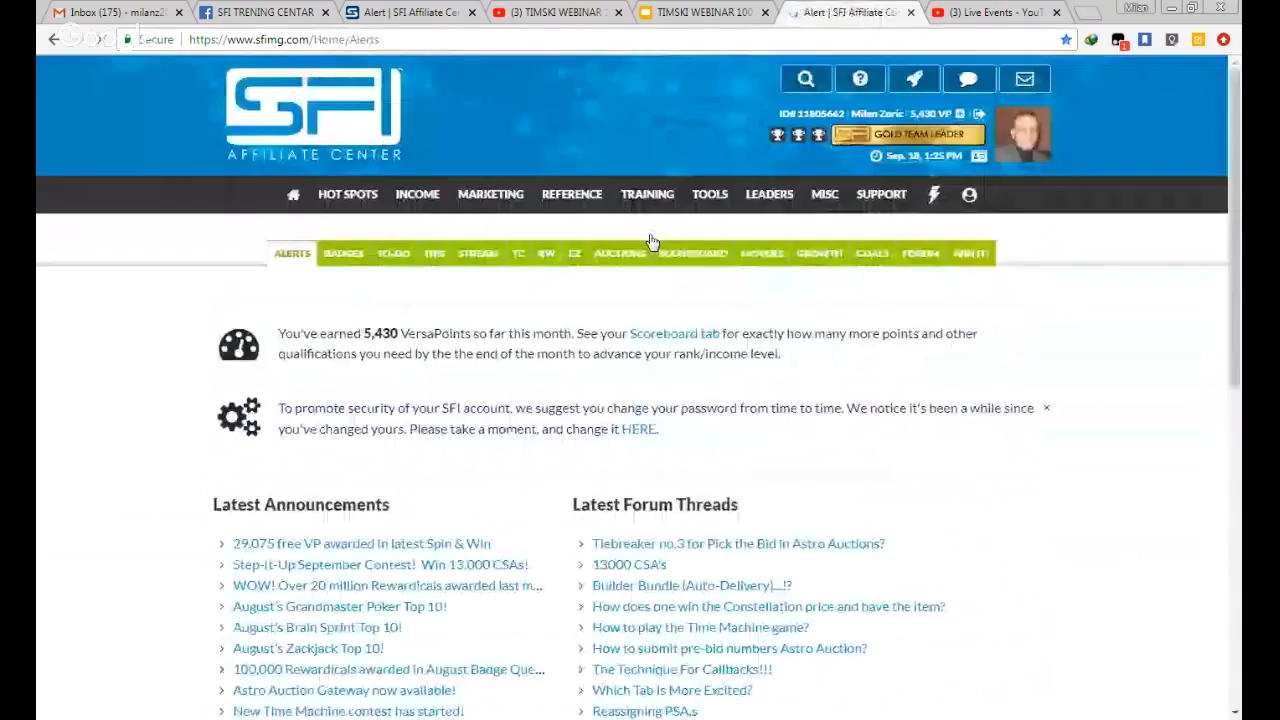 Inbox (175) - milanz2
SFI TRENING CENTAR
Alert | SFI Affiliate Cen
(3) TIMSKI WEBINAR
TIMSKI WEBINAR 100
Alert | SFI Affiliate Ce
(3) Live Events - YouT
Milan
Secure
https://www.sfimg.com/Home/Alerts
1
SFI
AFFILIATE CENTER
ID# 11805662 | Milan Zoric | 5,430 VP
GOLD TEAM LEADER
Sep. 18, 1:25 PM
HOT SPOTS INCOME MARKETING REFERENCE TRAINING TOOLS LEADERS MISC SUPPORT
ALERTS BADGES TO-DO STREAM TC RW EZ AUCTIONS SCOREBOARD MOVERS GROWTH GOALS FORUM WIN IT!
You've earned 5,430 VersaPoints so far this month. See your Scoreboard tab for exactly how many more points and other
qualifications you need by the the end of the month to advance your rank/income level.
To promote security of your SFI account, we suggest you change your password from time to time. We notice it's been a while since
you've changed yours. Please take a moment, and change it HERE.
Latest Announcements
29,075 free VP awarded in latest Spin & Win
Step-It-Up September Contest! Win 13,000 CSAs!
WOW! Over 20 million Rewardicals awarded last m...
August's Grandmaster Poker Top 10!
August's Brain Sprint Top 10!
August's Zackjack Top 10!
100,000 Rewardicals awarded in August Badge Que...
Astro Auction Gateway now available!
New Time Machine contest has started!
Latest Forum Threads
Tiebreaker no.3 for Pick the Bid in Astro Auctions?
13000 CSA's
Builder Bundle (Auto-Delivery)...!?
How does one win the Constellation price and have the item?
How to play the Time Machine game?
How to submit pre-bid numbers Astro Auction?
The Technique For Callbacks!!!
Which Tab Is More Excited?
Reassigning PSA,s